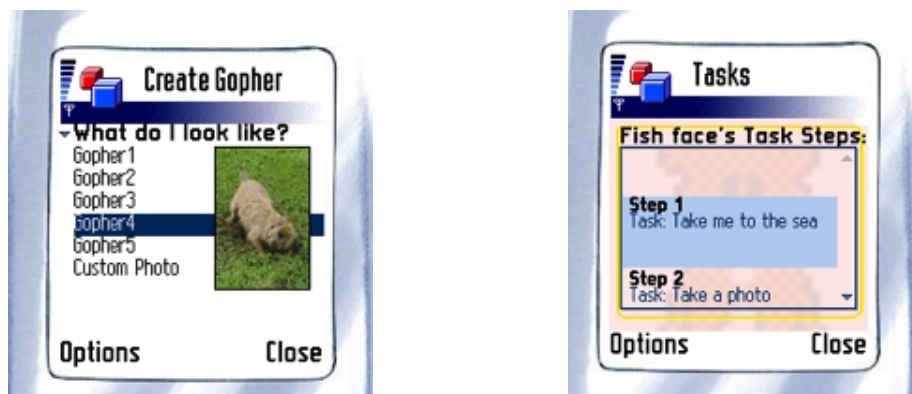 Create Gopher
What do I look like?
Gopher1
Gopher2
Gopher3
Gopher4
Gopher5
Custom Photo
Options Close
Tasks
Fish face's Task Steps:
Step 1
Task: Take me to the sea
Step 2
Task: Take a photo
Options Close